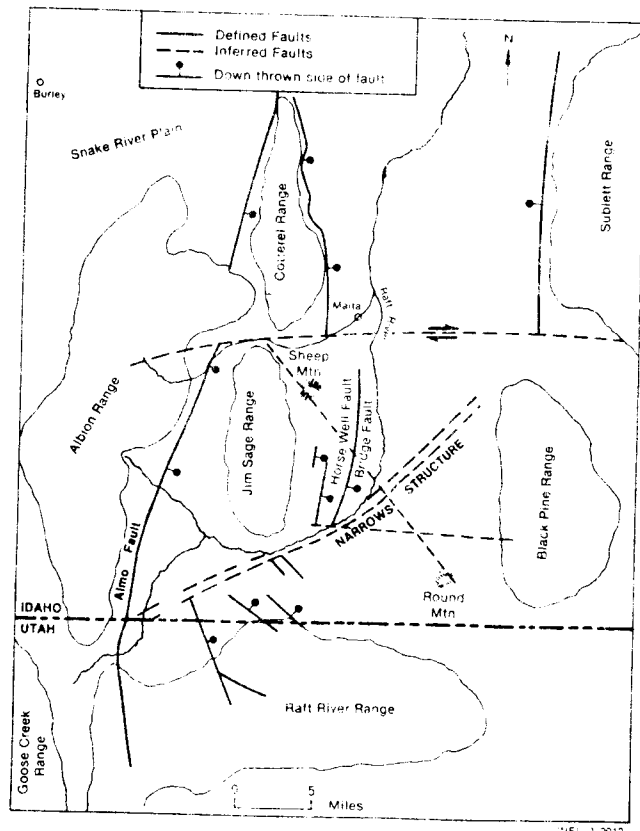 Defined Faults
Inferred Faults
Down thrown side of fault
N
Burley
Snake River Plain
Cotterel Range
Sublett Range
Malta
Raft
Sheep
Mtn
Albion Range
Jim Sage Range
Horse Well Fault
Bridge Fault
NARROWS STRUCTURE
Black Pine Range
Almo Fault
Round
Mtn
IDAHO
UTAH
Raft River Range
Goose Creek
Range
0 5
Miles